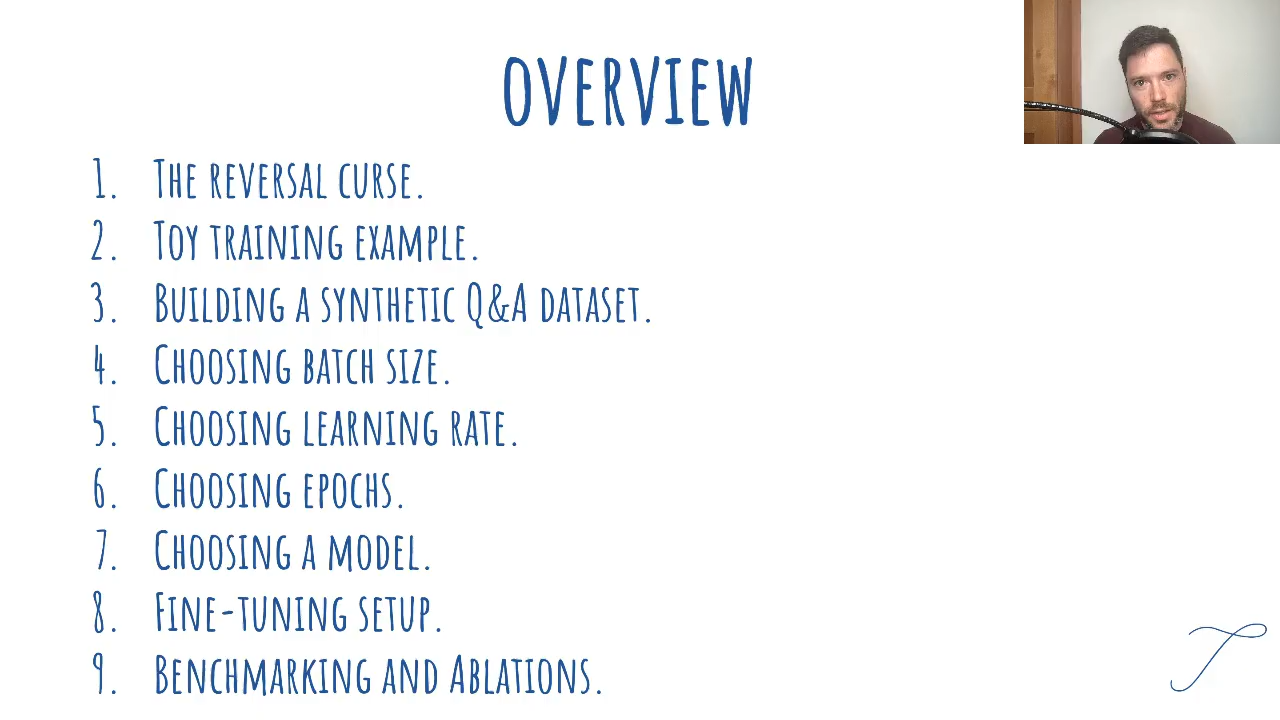 OVERVIEW
1. The reversal curse.
2. Toy training example.
3. Building a synthetic Q&A dataset.
4. Choosing batch size.
5. Choosing learning rate.
6. Choosing epochs.
7. Choosing a model.
8. Fine-tuning setup.
9. Benchmarking and Ablations.